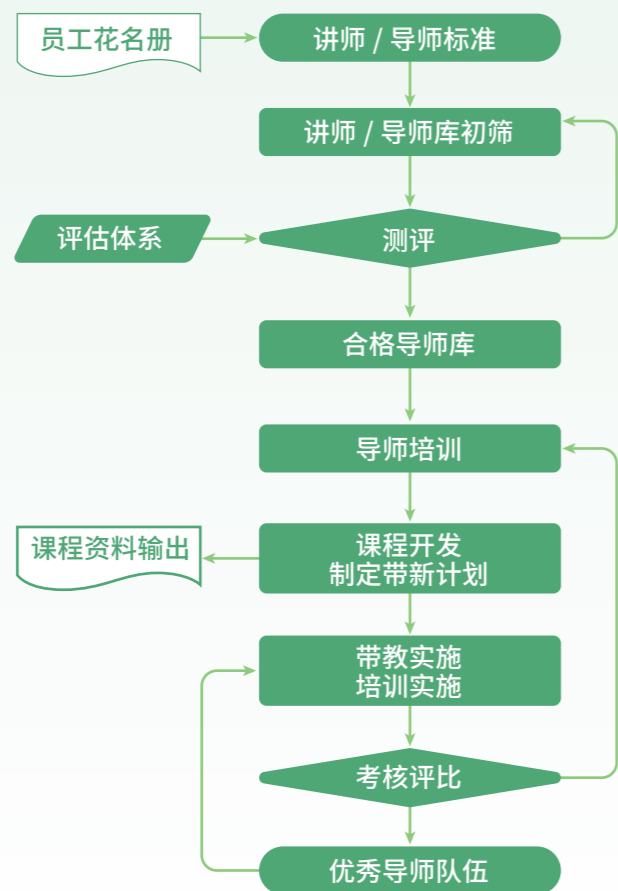 员工花名册
讲师 / 导师标准
讲师 / 导师库初筛
评估体系
测评
合格导师库
导师培训
课程资料输出
课程开发
制定带新计划
带教实施
培训实施
考核评比
优秀导师队伍